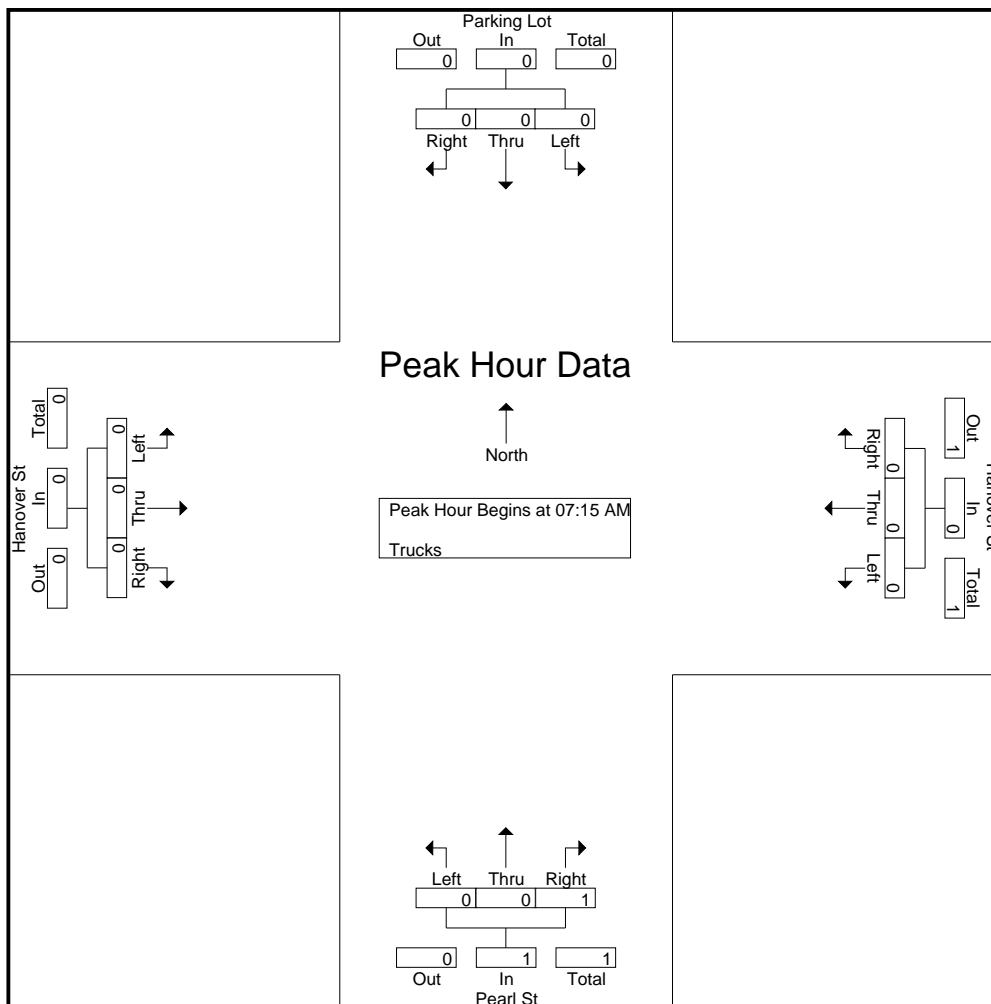 Parking Lot
Out In Total
0 0 0
0 0 0
Right Thru Left
Peak Hour Data
North
Peak Hour Begins at 07:15 AM
Trucks
Hanover St
Total In Out
0 0 0
0 0 0
Left Thru Right
Right Thru Left
0 0 0
1 0 1
Out In Total
Hanover St
Left Thru Right
0 0 1
0 1 1
Out In Total
Pearl St